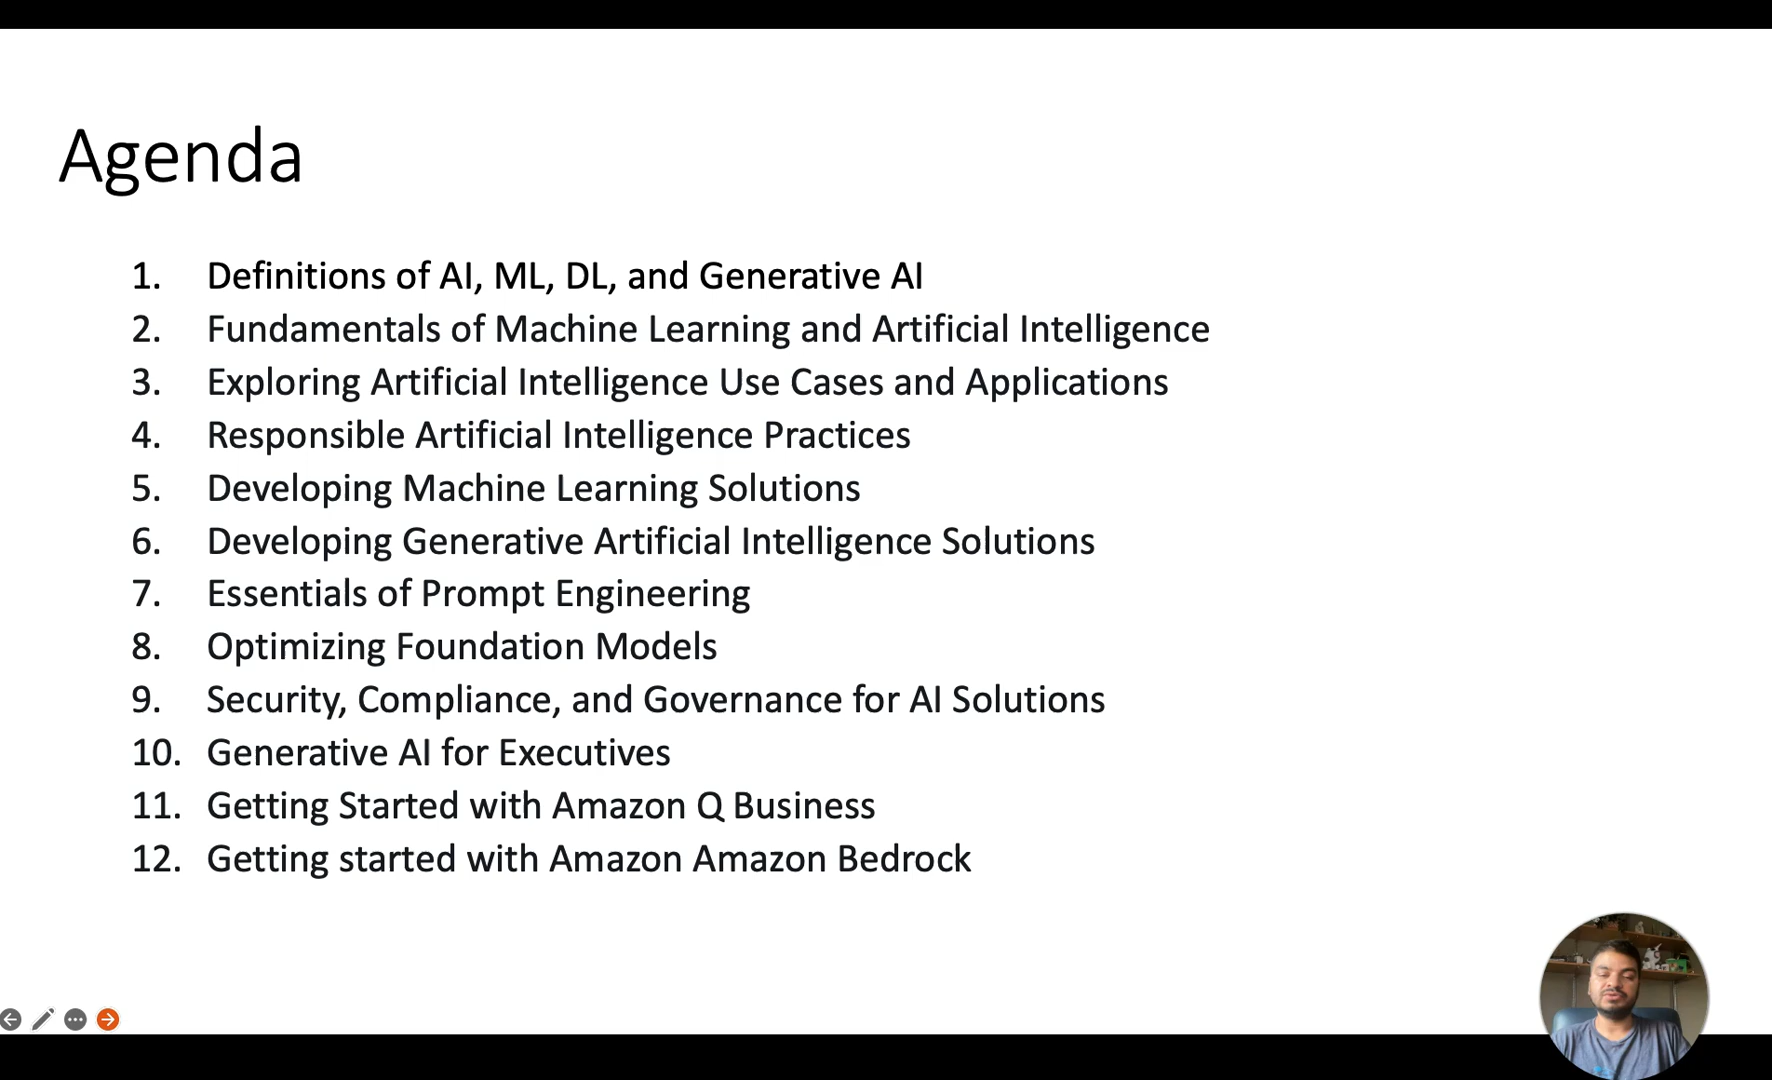 Agenda
1. Definitions of AI, ML, DL, and Generative AI
2. Fundamentals of Machine Learning and Artificial Intelligence
3. Exploring Artificial Intelligence Use Cases and Applications
4. Responsible Artificial Intelligence Practices
5. Developing Machine Learning Solutions
6. Developing Generative Artificial Intelligence Solutions
7. Essentials of Prompt Engineering
8. Optimizing Foundation Models
9. Security, Compliance, and Governance for AI Solutions
10. Generative AI for Executives
11. Getting Started with Amazon Q Business
12. Getting started with Amazon Amazon Bedrock